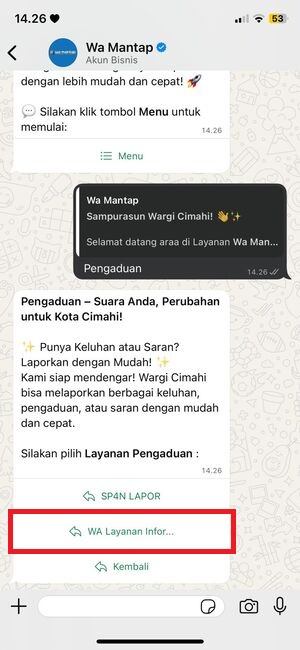 14.26
53
Wa Mantap
Akun Bisnis
dengan lebih mudah dan cepat! 🚀
💬 Silakan klik tombol Menu untuk
memulai:
14.26
Menu
Wa Mantap
Sampurasun Wargi Cimahi! 👋✨
Selamat datang araa di Layanan Wa Man...
Pengaduan
14.26
Pengaduan – Suara Anda, Perubahan
untuk Kota Cimahi!
✨ Punya Keluhan atau Saran?
Laporkan dengan Mudah! ✨
Kami siap mendengar! Wargi Cimahi
bisa melaporkan berbagai keluhan,
pengaduan, atau saran dengan mudah
dan cepat.
Silakan pilih Layanan Pengaduan :
14.26
SP4N LAPOR
WA Layanan Infor...
Kembali